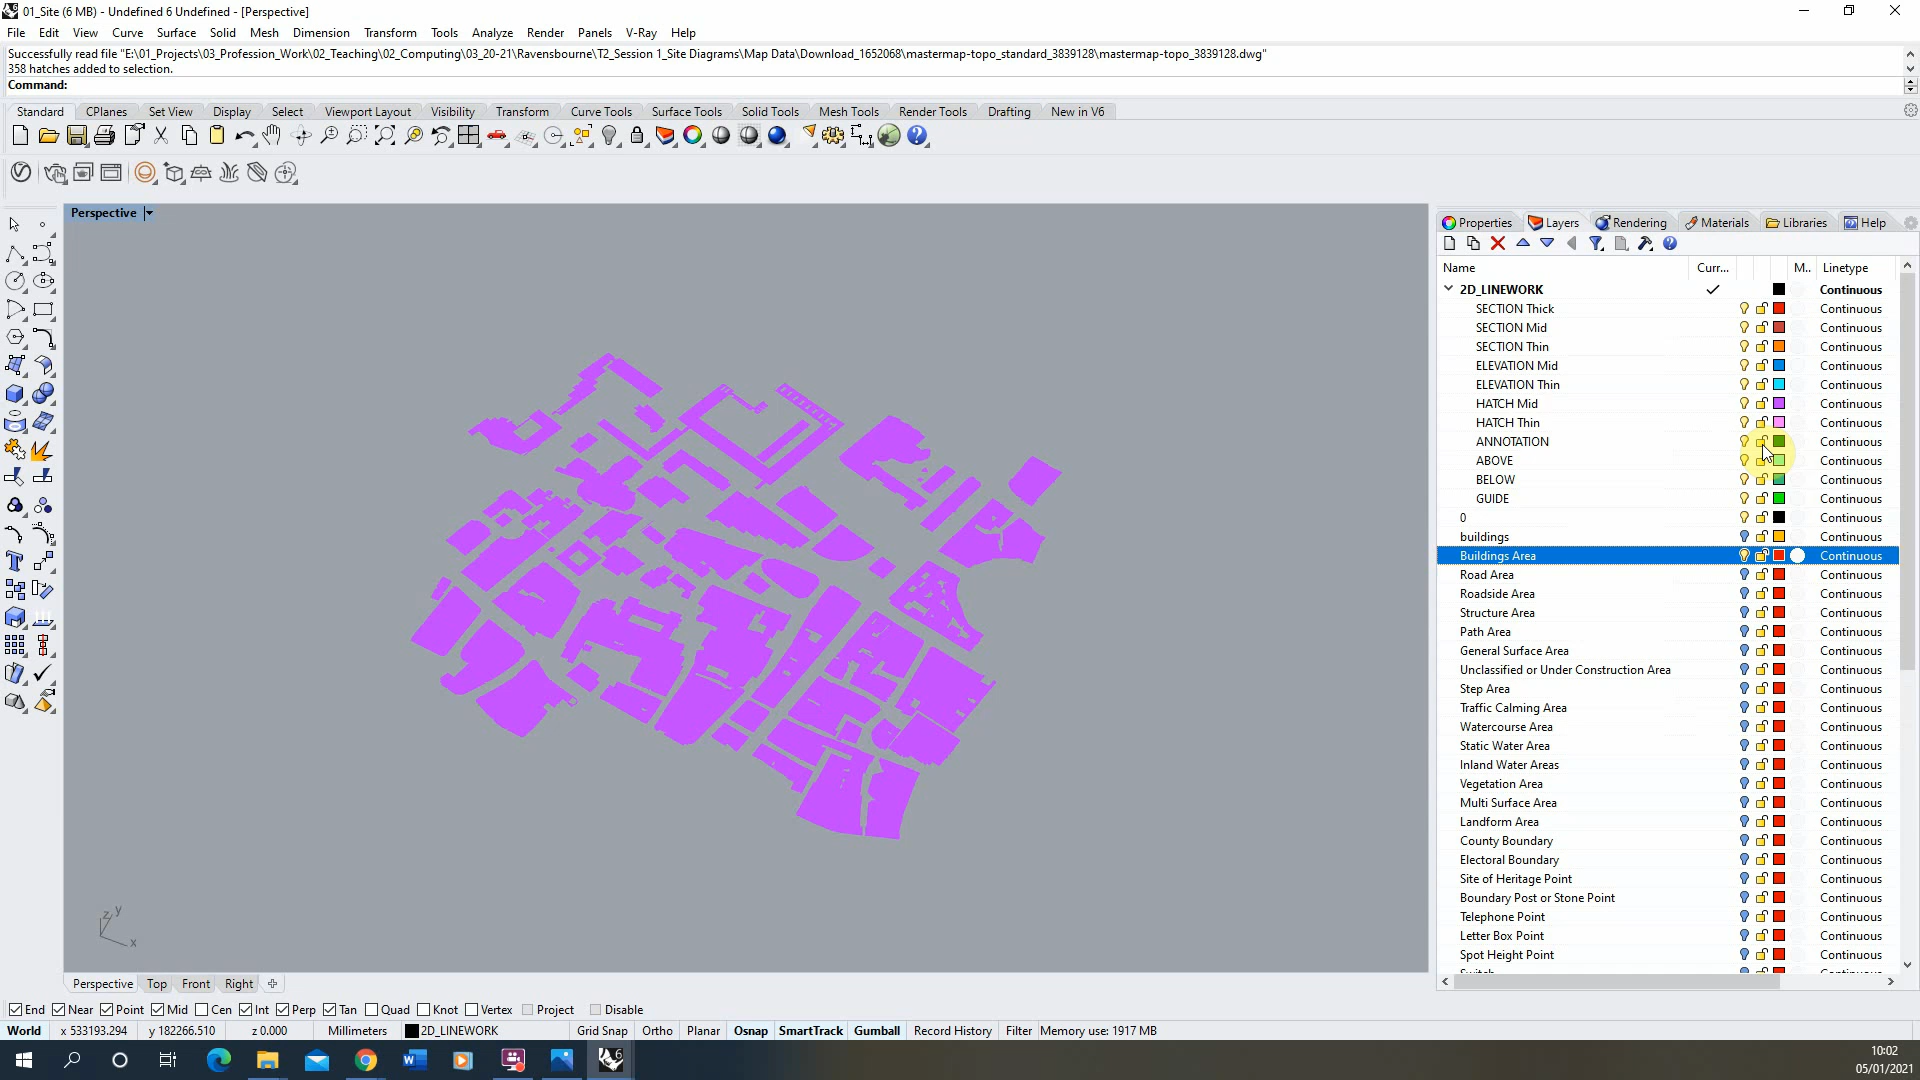 01_Site (6 MB) - Undefined 6 Undefined - [Perspective]
File Edit View Curve Surface Solid Mesh Dimension Transform Tools Analyze Render Panels V-Ray Help
Successfully read file "E:\01_Projects\03_Profession_Work\02_Teaching\02_Computing\03_20-21\Ravensbourne\T2_Session 1_Site Diagrams\Map Data\Download_1652068\mastermap-topo_standard_3839128\mastermap-topo_3839128.dwg"
358 hatches added to selection.
Command:
Standard CPlanes Set View Display Select Viewport Layout Visibility Transform Curve Tools Surface Tools Solid Tools Mesh Tools Render Tools Drafting New in V6
Perspective
Properties Layers Rendering Materials Libraries Help
Name Curr... M.. Linetype
2D_LINEWORK Continuous
SECTION Thick Continuous
SECTION Mid Continuous
SECTION Thin Continuous
ELEVATION Mid Continuous
ELEVATION Thin Continuous
HATCH Mid Continuous
HATCH Thin Continuous
ANNOTATION Continuous
ABOVE Continuous
BELOW Continuous
GUIDE Continuous
0 Continuous
buildings Continuous
Buildings Area Continuous
Road Area Continuous
Roadside Area Continuous
Structure Area Continuous
Path Area Continuous
General Surface Area Continuous
Unclassified or Under Construction Area Continuous
Step Area Continuous
Traffic Calming Area Continuous
Watercourse Area Continuous
Static Water Area Continuous
Inland Water Areas Continuous
Vegetation Area Continuous
Multi Surface Area Continuous
Landform Area Continuous
County Boundary Continuous
Electoral Boundary Continuous
Site of Heritage Point Continuous
Boundary Post or Stone Point Continuous
Telephone Point Continuous
Letter Box Point Continuous
Spot Height Point Continuous
z y
x
Perspective Top Front Right
End Near Point Mid Cen Int Perp Tan Quad Knot Vertex Project Disable
World x 533193.294 y 182266.510 z 0.000 Millimeters 2D_LINEWORK Grid Snap Ortho Planar Osnap SmartTrack Gumball Record History Filter Memory use: 1917 MB
10:02
05/01/2021